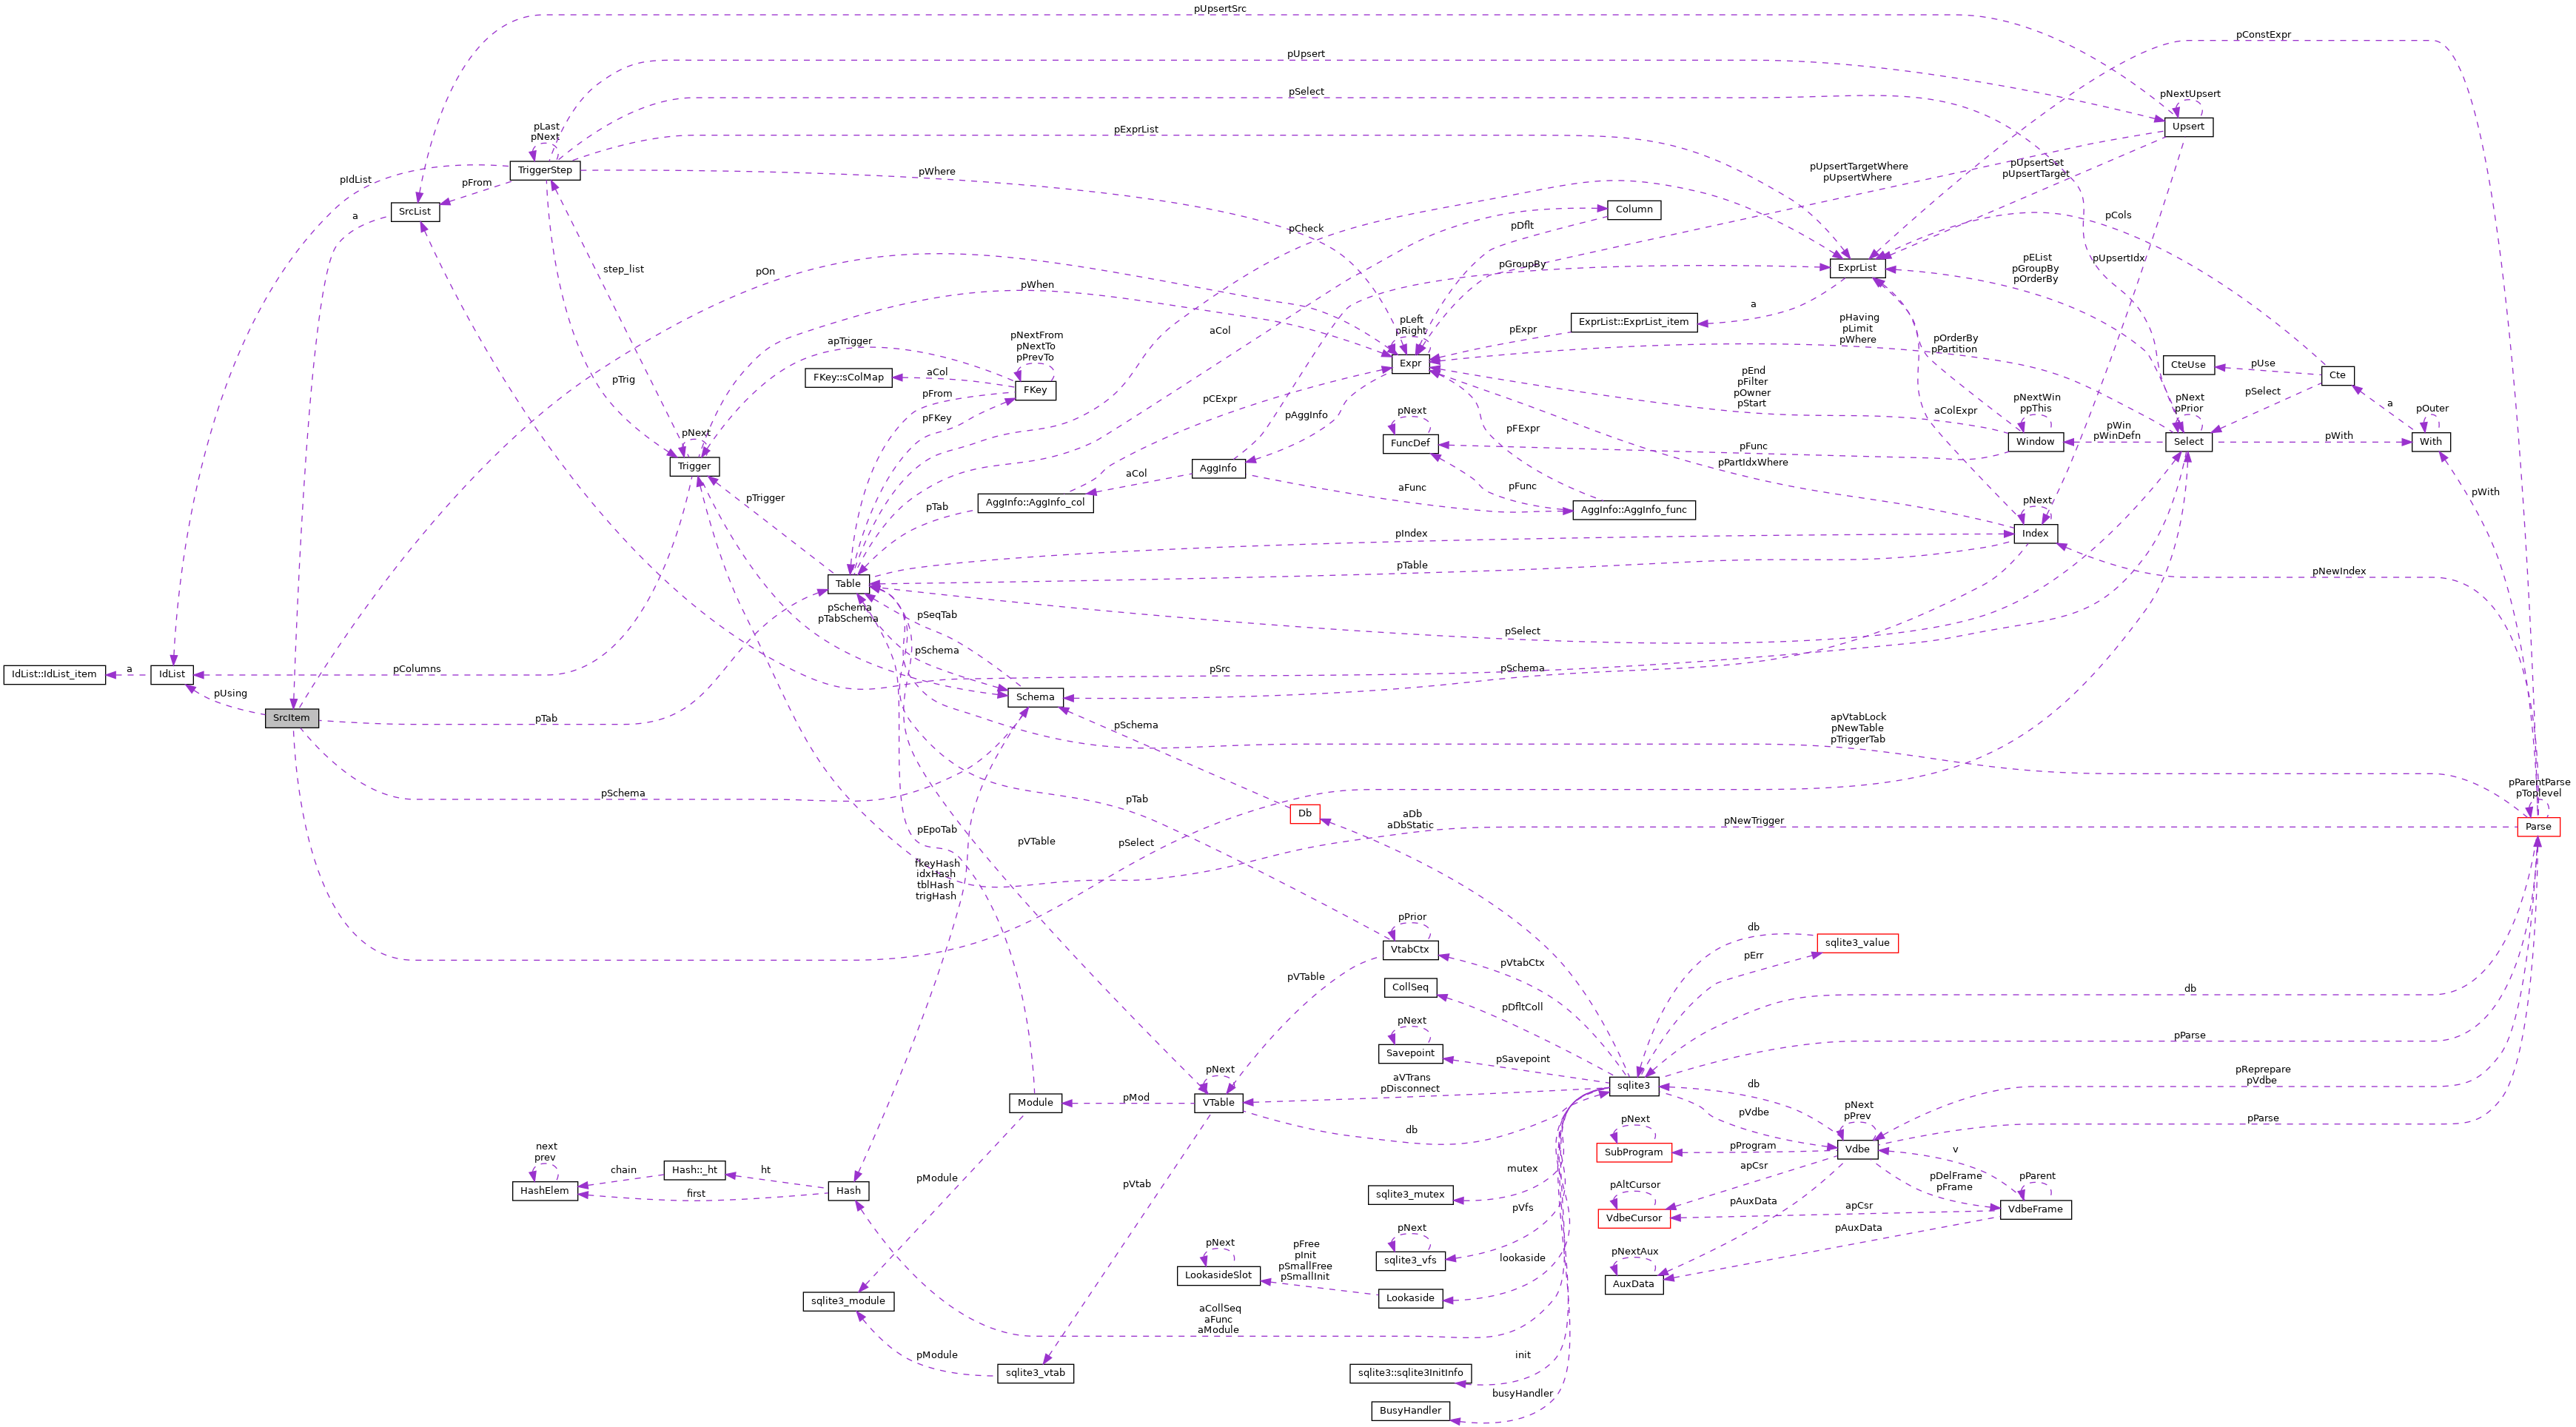 pUpsertSrc
pConstExpr
pUpsert
pSelect
pNextUpsert
Upsert
pLast
pNext
TriggerStep
pExprList
pWhere
pIdList
pFrom
SrcList
a
pUpsertTargetWhere
pUpsertWhere
pUpsertSet
pUpsertTarget
Column
pCols
pCheck
pDflt
step_list
pOn
pGroupBy
ExprList
pEList
pGroupBy
pOrderBy
pUpsertIdx
pWhen
a
aCol
ExprList::ExprList_item
pExpr
pLeft
pRight
pHaving
pLimit
pWhere
pOrderBy
pPartition
apTrigger
pNextFrom
pNextTo
pPrevTo
Expr
CteUse
pUse
Cte
pTrig
FKey::sColMap
aCol
FKey
pFrom
pCExpr
pEnd
pFilter
pOwner
pStart
pSelect
pNext
pPrior
a
pOuter
pFKey
pAggInfo
pNext
pFExpr
aColExpr
pNextWin
ppThis
pNext
Trigger
FuncDef
pFunc
Window
pWin
pWinDefn
Select
pWith
With
AggInfo
pPartIdxWhere
aCol
aFunc
pFunc
pWith
pTrigger
AggInfo::AggInfo_col
pTab
AggInfo::AggInfo_func
pNext
Index
pIndex
pTable
pNewIndex
Table
pSchema
pTabSchema
pSeqTab
pSelect
pSchema
pSrc
pSchema
IdList::IdList_item
a
IdList
pColumns
pUsing
Schema
SrcItem
pTab
pSchema
apVtabLock
pNewTable
pTriggerTab
pSchema
pTab
pParentParse
pToplevel
Db
aDb
aDbStatic
pNewTrigger
Parse
pEpoTab
pVTable
pSelect
fkeyHash
idxHash
tblHash
trigHash
pPrior
VtabCtx
db
sqlite3_value
pErr
pVTable
pVtabCtx
CollSeq
pDfltColl
db
pNext
Savepoint
pSavepoint
pParse
pNext
aVTrans
pDisconnect
sqlite3
db
pReprepare
pVdbe
Module
pMod
VTable
pVdbe
pNext
pPrev
pParse
db
pNext
SubProgram
pProgram
Vdbe
v
next
prev
chain
Hash::_ht
ht
HashElem
first
Hash
pModule
pVtab
mutex
sqlite3_mutex
apCsr
pAltCursor
pDelFrame
pFrame
pParent
VdbeCursor
pAuxData
apCsr
VdbeFrame
pVfs
pNext
sqlite3_vfs
pAuxData
pNext
LookasideSlot
pFree
pInit
pSmallFree
pSmallInit
lookaside
pNextAux
AuxData
Lookaside
sqlite3_module
aCollSeq
aFunc
aModule
pModule
sqlite3_vtab
init
sqlite3::sqlite3InitInfo
busyHandler
BusyHandler